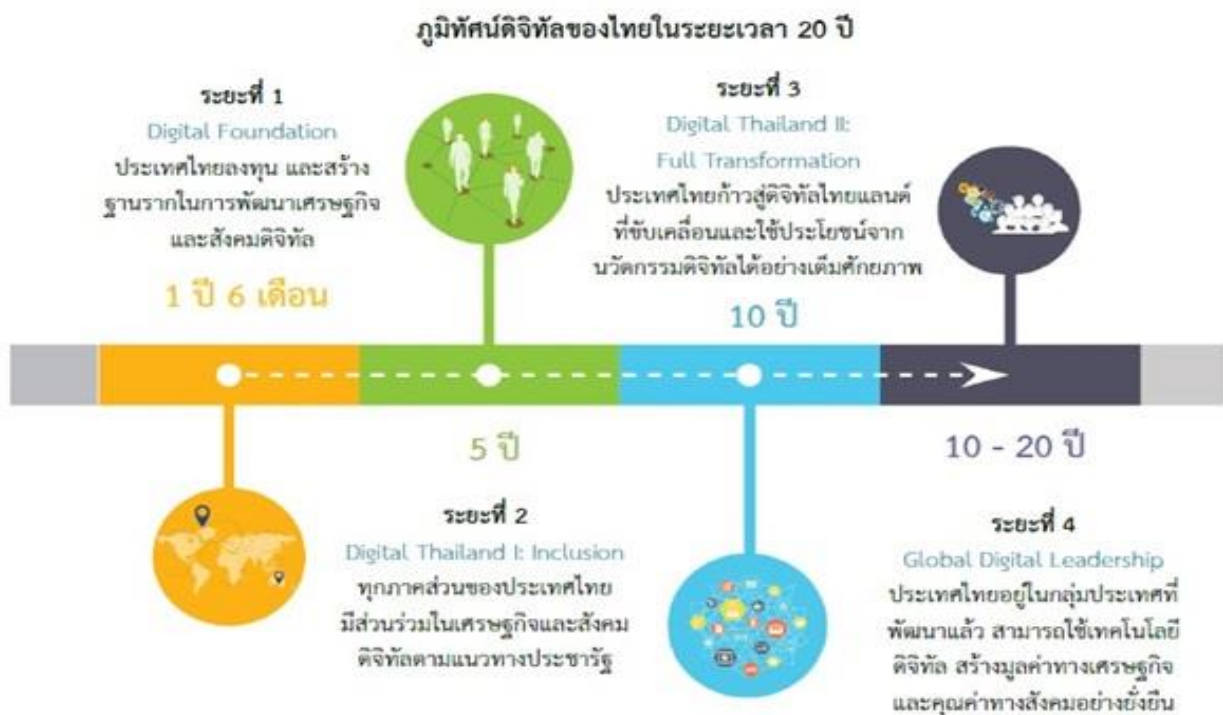 ภูมิทัศน์ดิจิทัลของไทยในระยะเวลา 20 ปี
ระยะที่ 1
Digital Foundation
ประเทศไทยลงทุน และสร้าง
ฐานรากในการพัฒนาเศรษฐกิจ
และสังคมดิจิทัล
1 ปี 6 เดือน
5 ปี
ระยะที่ 2
Digital Thailand I: Inclusion
ทุกภาคส่วนของประเทศไทย
มีส่วนร่วมในเศรษฐกิจและสังคม
ดิจิทัลตามแนวทางประชารัฐ
ระยะที่ 3
Digital Thailand II:
Full Transformation
ประเทศไทยก้าวสู่ดิจิทัลไทยแลนด์
ที่ขับเคลื่อนและใช้ประโยชน์จาก
นวัตกรรมดิจิทัลได้อย่างเต็มศักยภาพ
10 ปี
10 - 20 ปี
ระยะที่ 4
Global Digital Leadership
ประเทศไทยอยู่ในกลุ่มประเทศที่
พัฒนาแล้ว สามารถใช้เทคโนโลยี
ดิจิทัล สร้างมูลค่าทางเศรษฐกิจ
และคุณค่าทางสังคมอย่างยั่งยืน